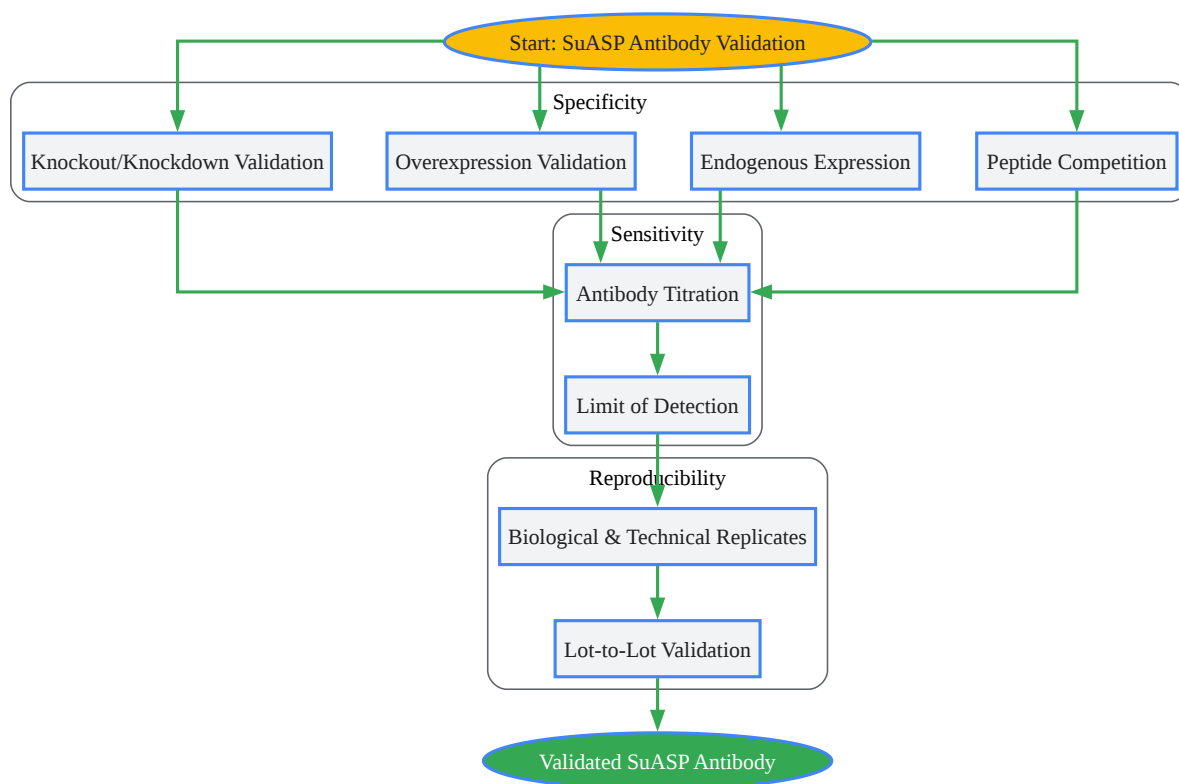 Start: SuASP Antibody Validation
Specificity
Knockout/Knockdown Validation
Overexpression Validation
Endogenous Expression
Peptide Competition
Sensitivity
Antibody Titration
Limit of Detection
Reproducibility
Biological & Technical Replicates
Lot-to-Lot Validation
Validated SuASP Antibody